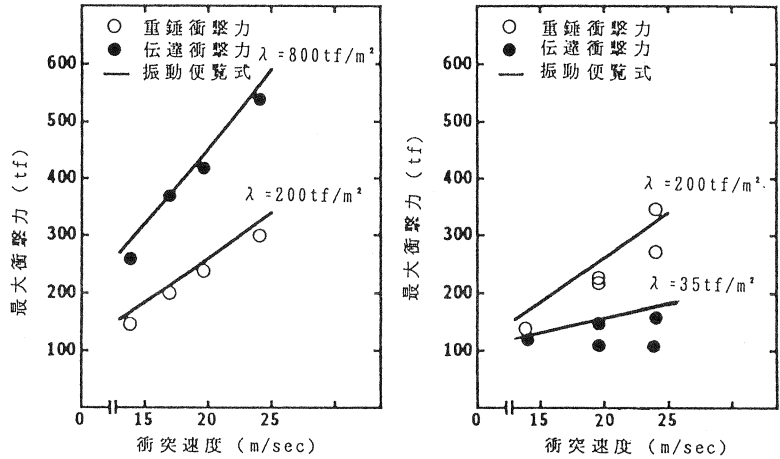 600
500
400
300
200
100
0
15
20
25
最大衝撃力 (tf)
衝突速度 (m/sec)
○ 重錘衝撃力
● 伝達衝撃力
— 振動便覧式
λ=800tf/m²
λ=200tf/m²
600
500
400
300
200
100
0
15
20
25
最大衝撃力 (tf)
衝突速度 (m/sec)
○ 重錘衝撃力
● 伝達衝撃力
— 振動便覧式
λ=200tf/m²
λ=35tf/m²